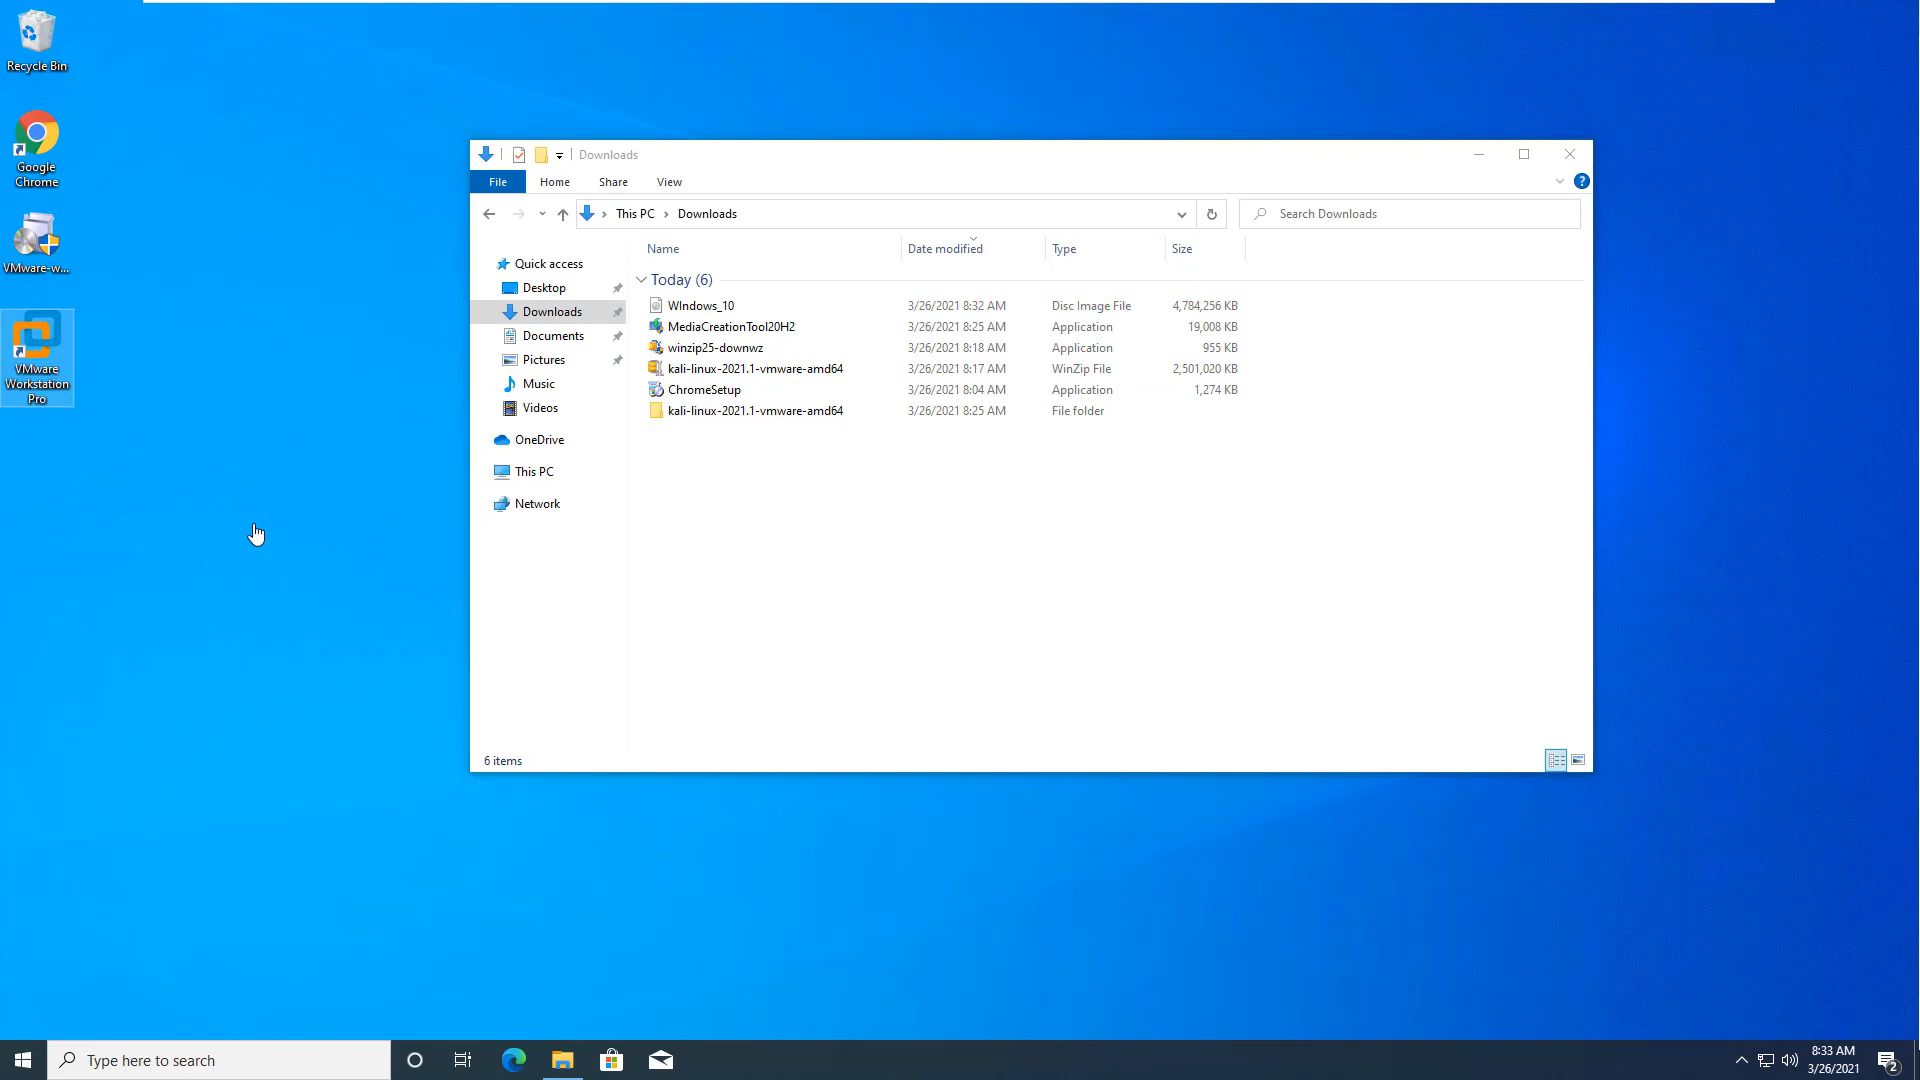 Recycle Bin
Google
Chrome
VMware-w...
VMware
Workstation
Pro
Downloads
File Home Share View
This PC Downloads
Search Downloads
Name Date modified Type Size
Quick access
Desktop
Downloads
Documents
Pictures
Music
Videos
OneDrive
This PC
Network
Today (6)
WIndows_10 3/26/2021 8:32 AM Disc Image File 4,784,256 KB
MediaCreationTool20H2 3/26/2021 8:25 AM Application 19,008 KB
winzip25-downwz 3/26/2021 8:18 AM Application 955 KB
kali-linux-2021.1-vmware-amd64 3/26/2021 8:17 AM WinZip File 2,501,020 KB
ChromeSetup 3/26/2021 8:04 AM Application 1,274 KB
kali-linux-2021.1-vmware-amd64 3/26/2021 8:25 AM File folder
6 items
Type here to search
8:33 AM
3/26/2021
2